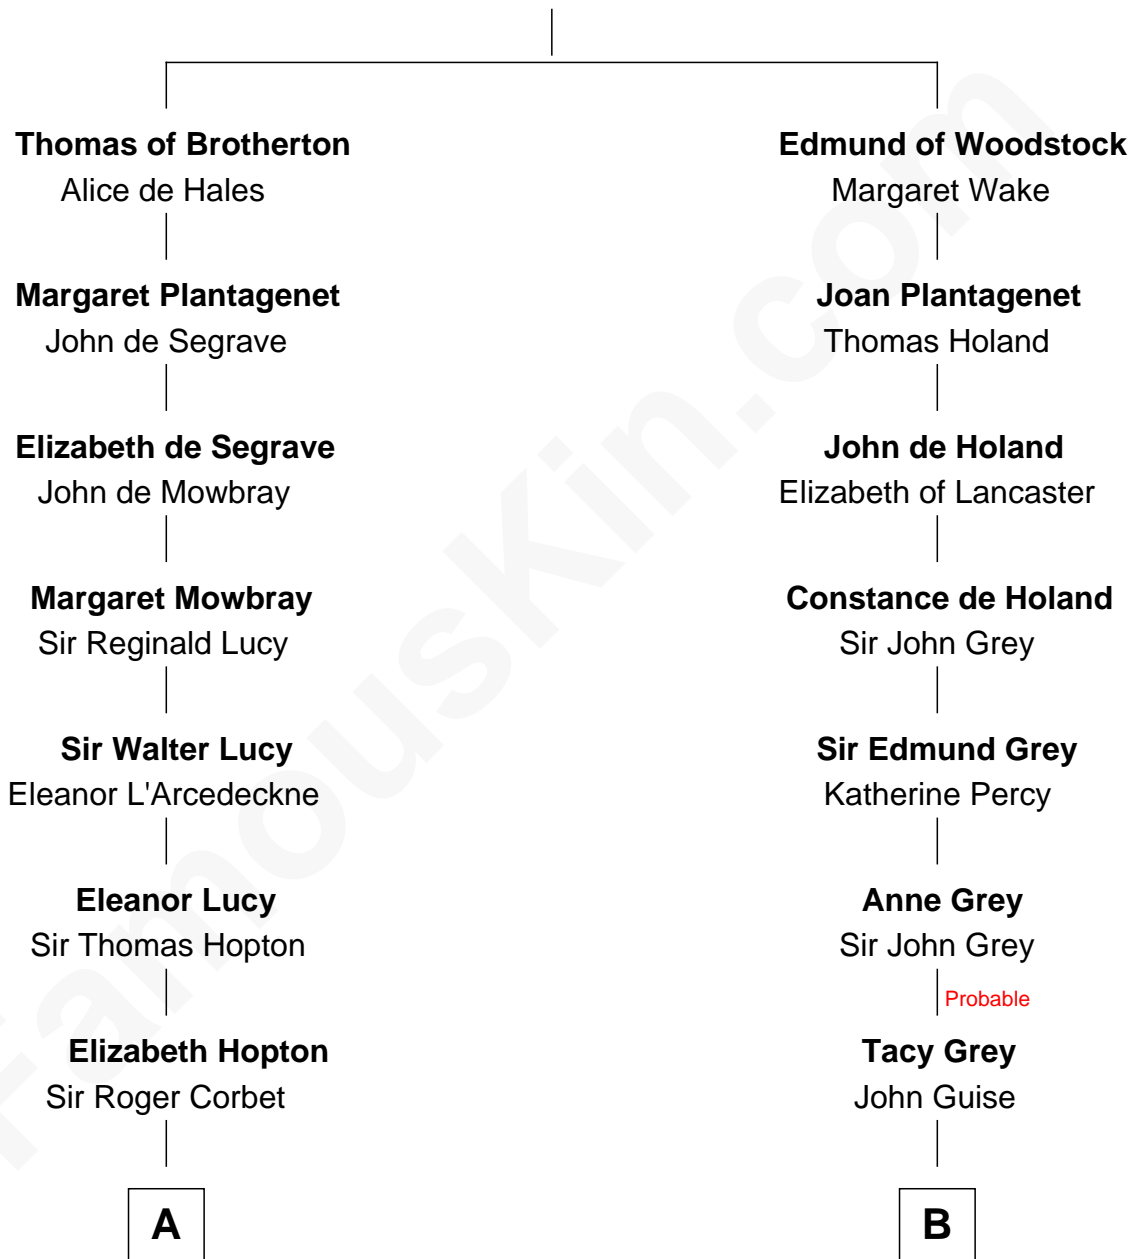 Thomas of Brotherton
Alice de Hales
Margaret Plantagenet
John de Segrave
Elizabeth de Segrave
John de Mowbray
Margaret Mowbray
Sir Reginald Lucy
Sir Walter Lucy
Eleanor L'Arcedeckne
Eleanor Lucy
Sir Thomas Hopton
Elizabeth Hopton
Sir Roger Corbet
A
Edmund of Woodstock
Margaret Wake
Joan Plantagenet
Thomas Holand
John de Holand
Elizabeth of Lancaster
Constance de Holand
Sir John Grey
Sir Edmund Grey
Katherine Percy
Anne Grey
Sir John Grey
Probable
Tacy Grey
John Guise
B
FamousKin.com